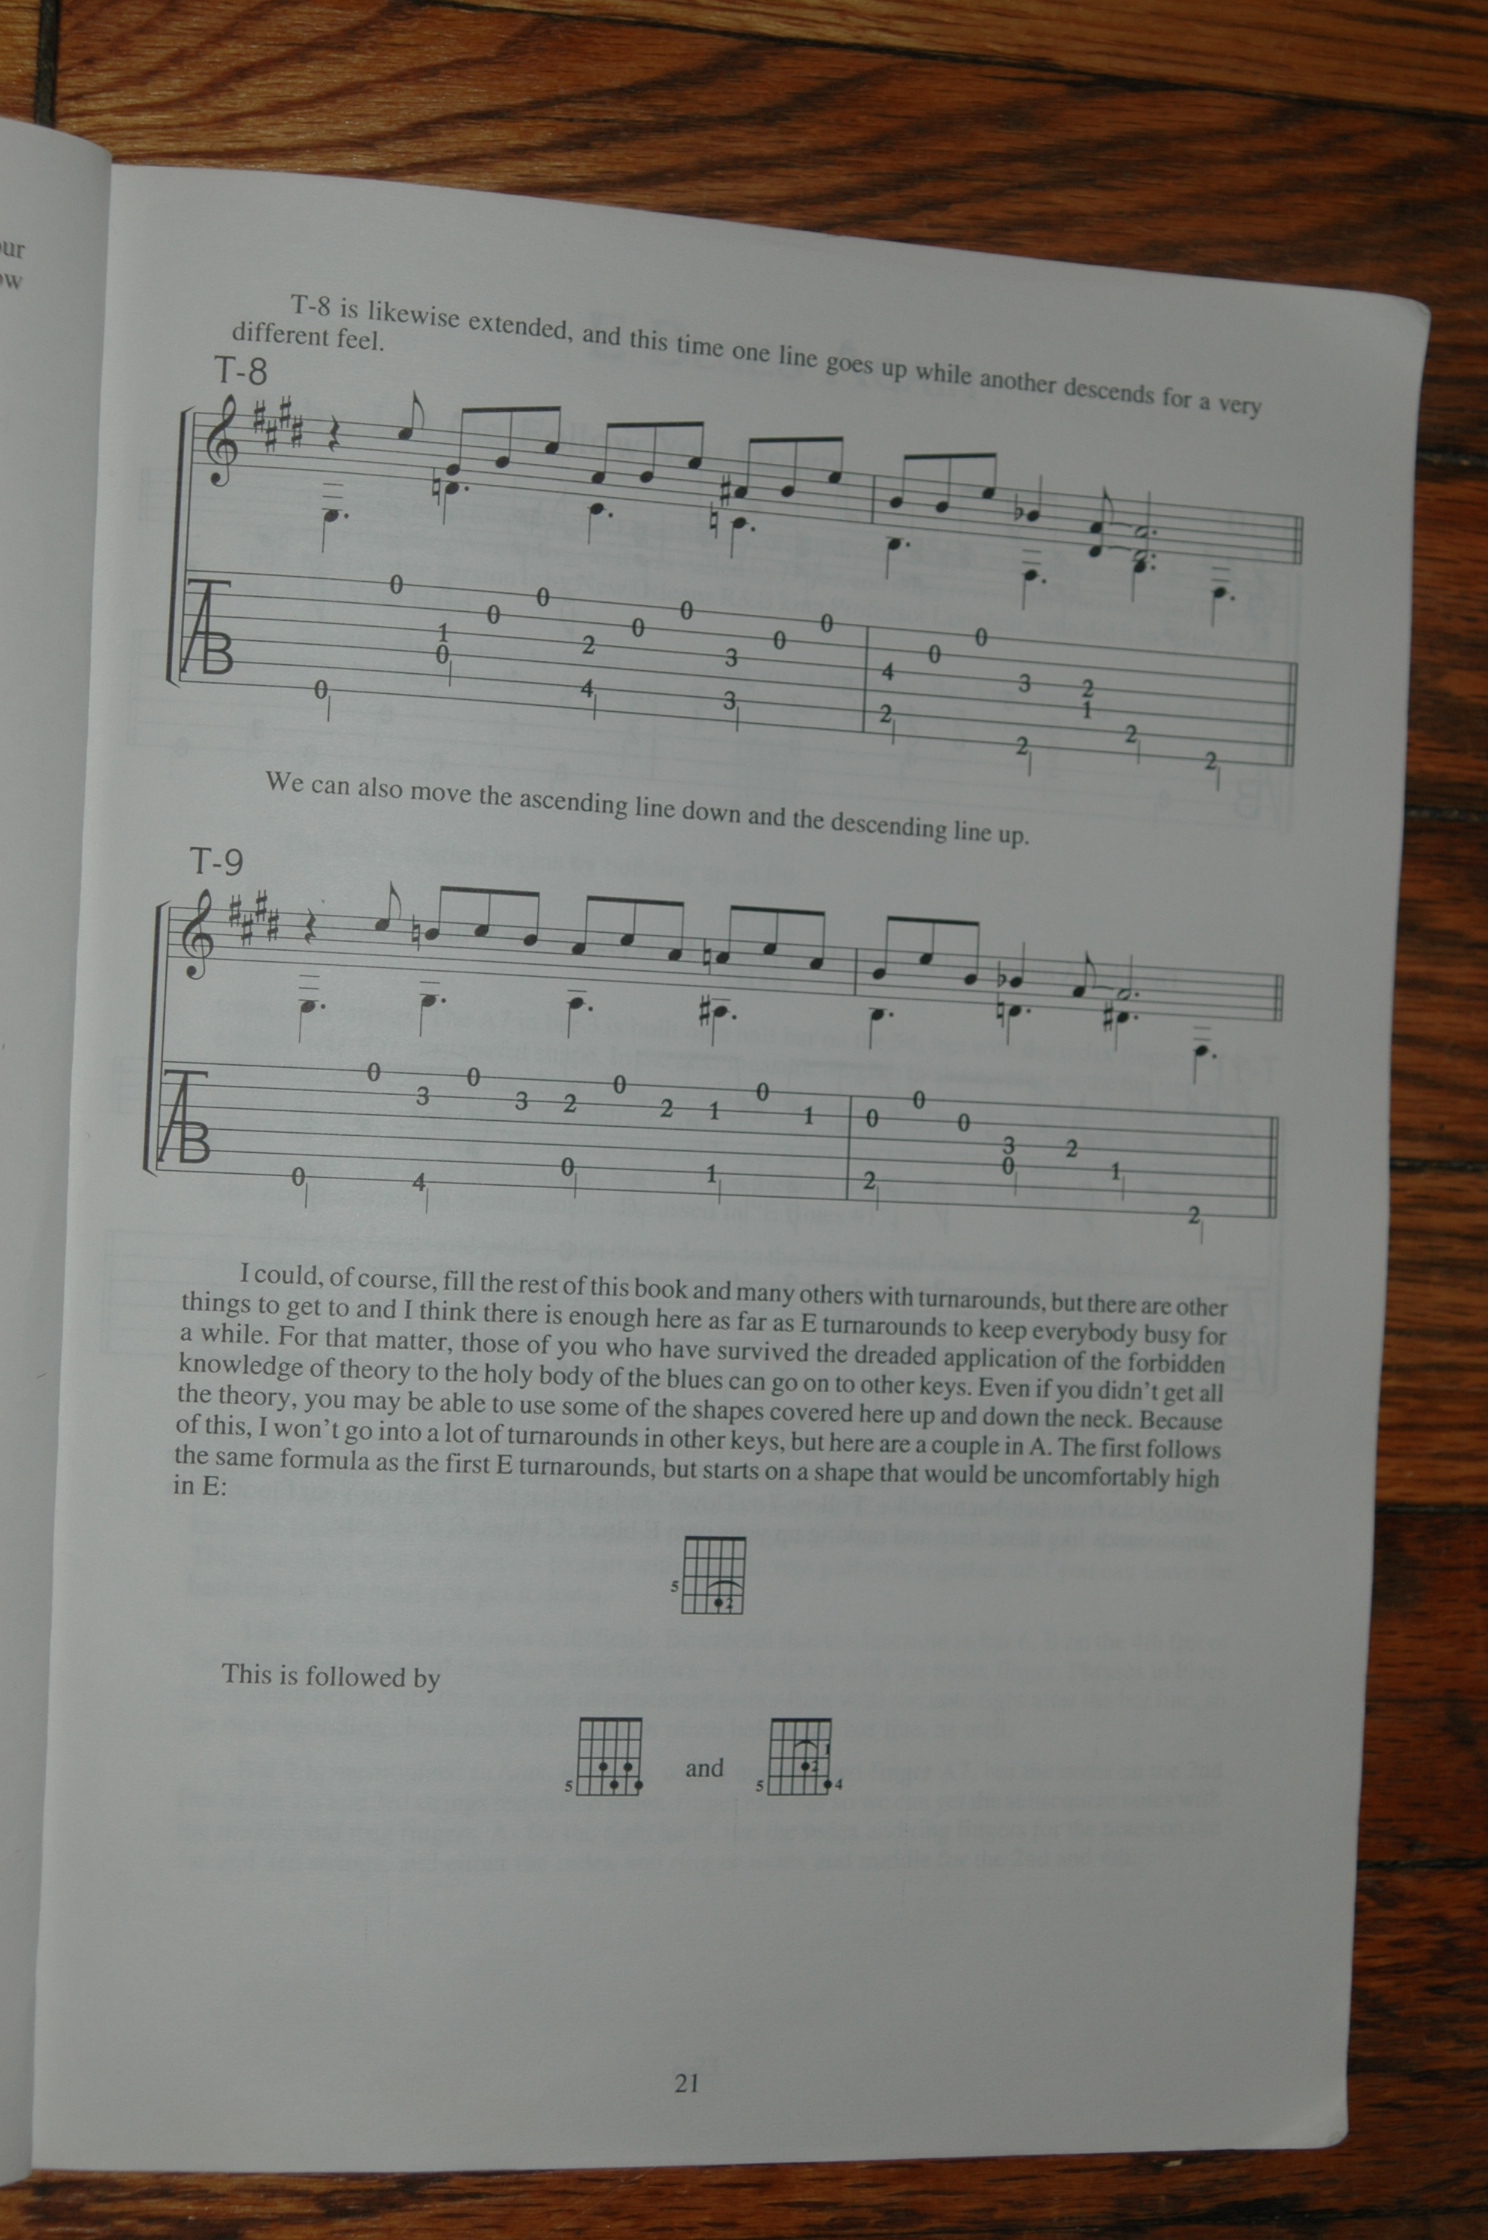 our
ow
T-8 is likewise extended, and this time one line goes up while another descends for a very
different feel.
T-8
T
A
B
0
0
1
0
0
0
2
4
0
0
3
3
0
0
4
2
0
0
3
2
2
1
2
2
We can also move the ascending line down and the descending line up.
T-9
T
A
B
0
0
3
4
0
3
2
0
0
2
1
1
0
1
0
2
0
0
3
0
2
1
2
I could, of course, fill the rest of this book and many others with turnarounds, but there are other
things to get to and I think there is enough here as far as E turnarounds to keep everybody busy for
a while. For that matter, those of you who have survived the dreaded application of the forbidden
knowledge of theory to the holy body of the blues can go on to other keys. Even if you didn't get all
the theory, you may be able to use some of the shapes covered here up and down the neck. Because
of this, I won't go into a lot of turnarounds in other keys, but here are a couple in A. The first follows
the same formula as the first E turnarounds, but starts on a shape that would be uncomfortably high
in E:
5
2
This is followed by
5
and
5
1
2
4
21